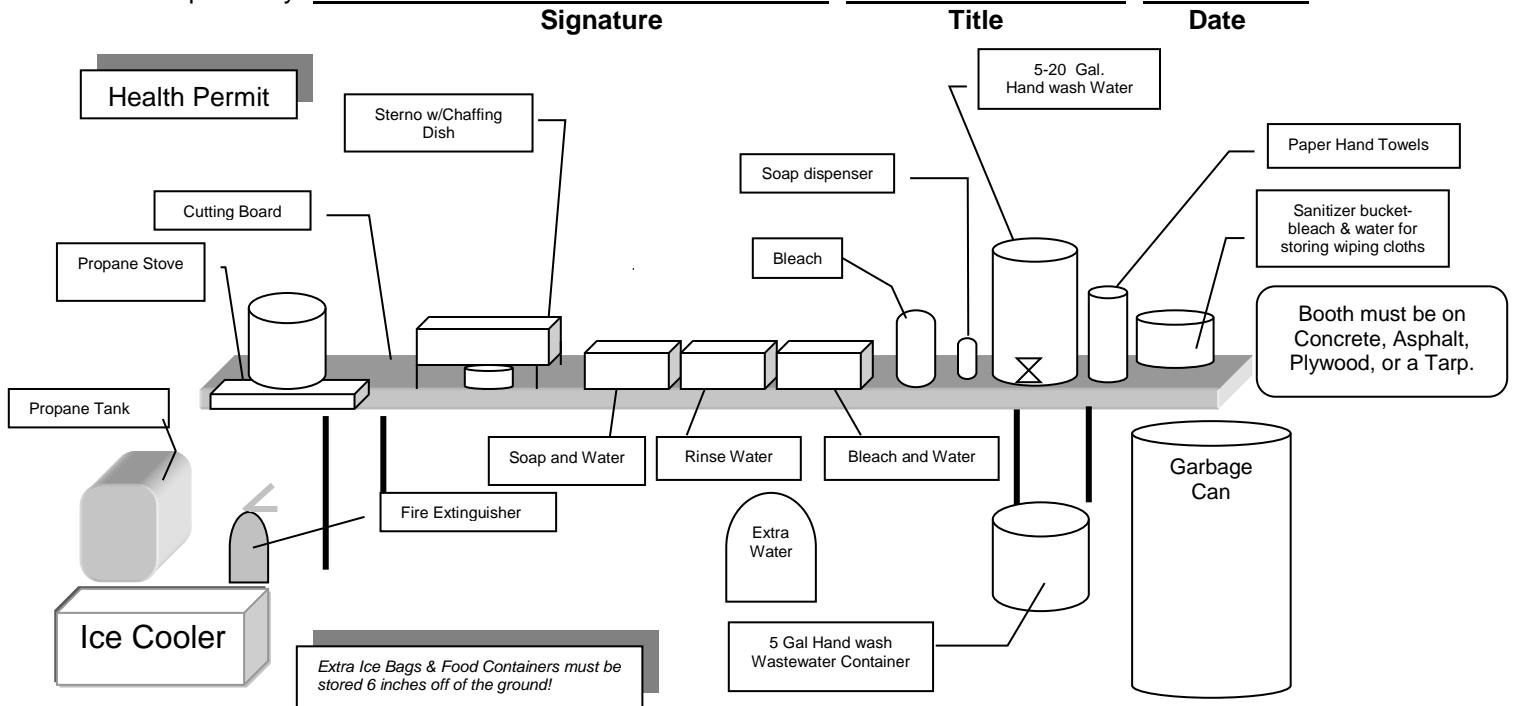 Signature Title Date
Health Permit
5-20 Gal.
Hand wash Water
Sterno w/Chaffing
Dish
Paper Hand Towels
Soap dispenser
Cutting Board
Sanitizer bucket-
bleach & water for
storing wiping cloths
Propane Stove
Bleach
Booth must be on
Concrete, Asphalt,
Plywood, or a Tarp.
Propane Tank
Soap and Water
Rinse Water
Bleach and Water
Garbage
Can
Fire Extinguisher
Extra
Water
Ice Cooler
5 Gal Hand wash
Wastewater Container
Extra Ice Bags & Food Containers must be
stored 6 inches off of the ground!